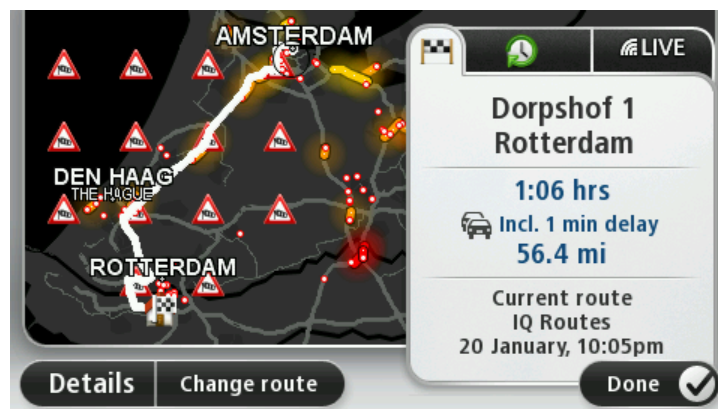 AMSTERDAM
DEN HAAG
THE HAGUE
ROTTERDAM
LIVE
Dorpshof 1
Rotterdam
1:06 hrs
Incl. 1 min delay
56.4 mi
Current route
IQ Routes
20 January, 10:05pm
Details
Change route
Done